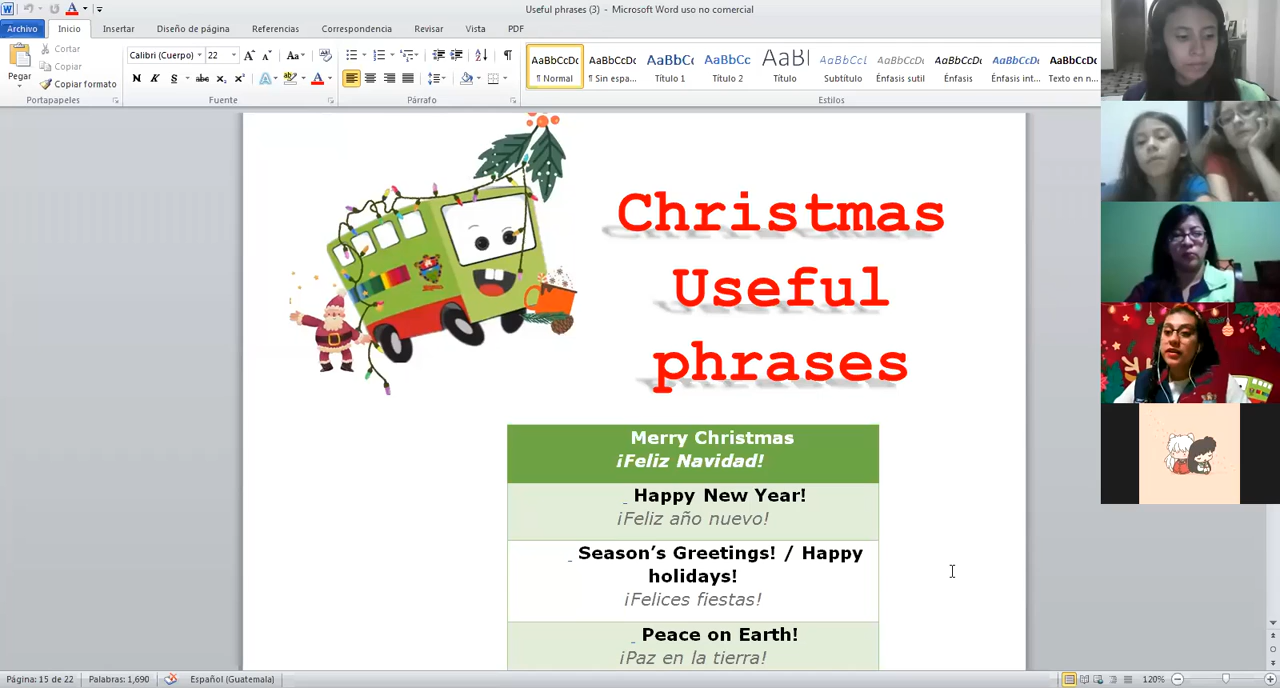 Useful phrases (3) - Microsoft Word uso no comercial
Archivo Inicio Insertar Diseño de página Referencias Correspondencia Revisar Vista PDF
Pegar
Cortar
Copiar
Copiar formato
Portapapeles
Calibri (Cuerpo) 22
N K S abc x₂ x²
Fuente
Párrafo
AaBbCcDc AaBbCcDc AaBbC AaBbCc AaBl AaBbCcL AaBbCcDc AaBbCcDc AaBbCcDc AaBbCcDc
¶ Normal ¶ Sin espa... Título 1 Título 2 Título Subtítulo Énfasis sutil Énfasis Énfasis int... Texto en n...
Estilos
Christmas
Useful
phrases
Merry Christmas
¡Feliz Navidad!
Happy New Year!
¡Feliz año nuevo!
Season’s Greetings! / Happy
holidays!
¡Felices fiestas!
Peace on Earth!
¡Paz en la tierra!
Página: 15 de 22 Palabras: 1,690 Español (Guatemala) 120%